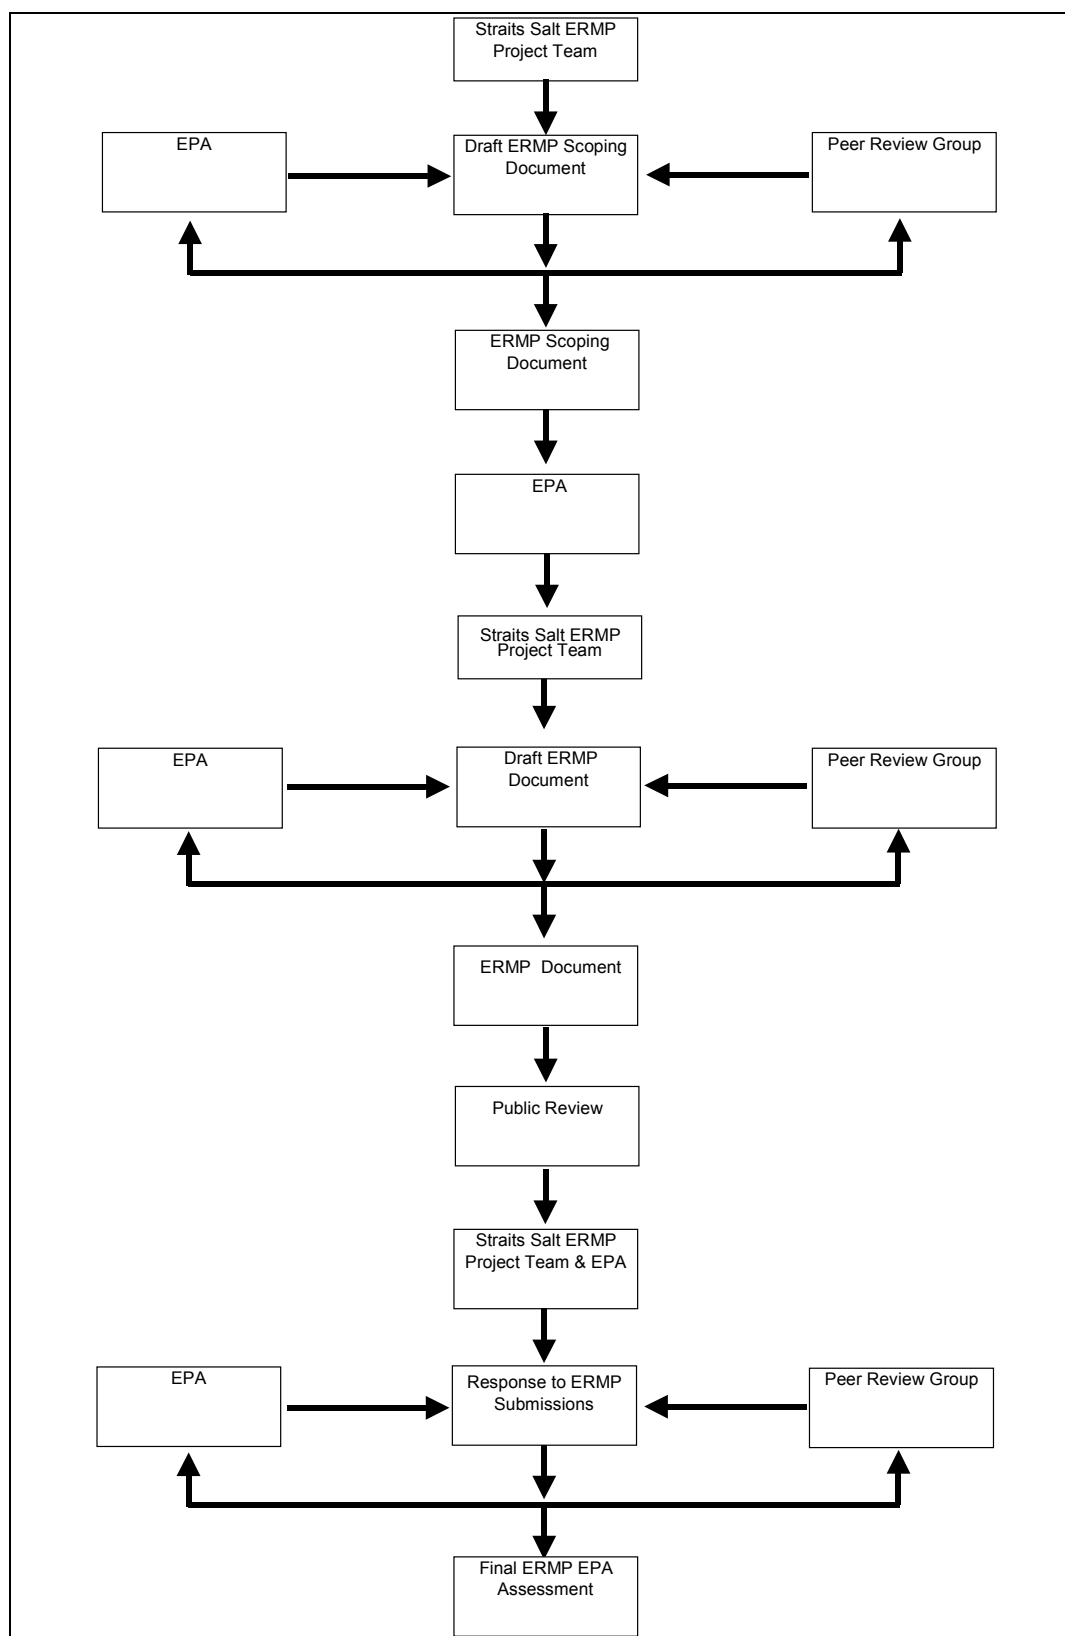 Straits Salt ERMP
Project Team
EPA
Draft ERMP Scoping
Document
Peer Review Group
ERMP Scoping
Document
EPA
Straits Salt ERMP
Project Team
EPA
Draft ERMP
Document
Peer Review Group
ERMP Document
Public Review
Straits Salt ERMP
Project Team & EPA
EPA
Response to ERMP
Submissions
Peer Review Group
Final ERMP EPA
Assessment